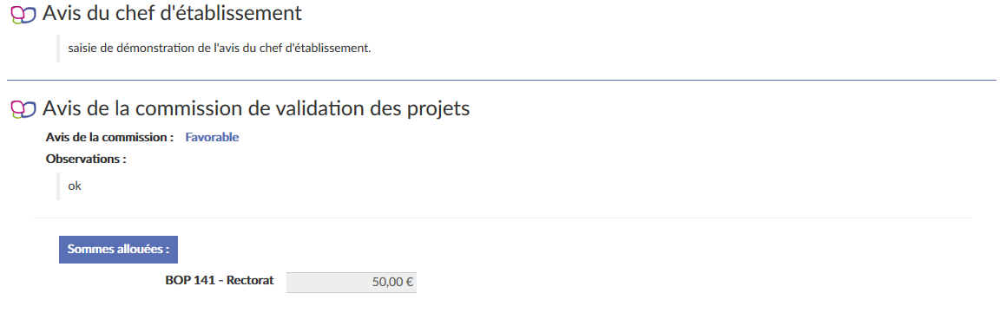 Avis du chef d'établissement
saisie de démonstration de l'avis du chef d'établissement.
Avis de la commission de validation des projets
Avis de la commission : Favorable
Observations :
ok
Sommes allouées :
BOP 141 - Rectorat 50,00 €